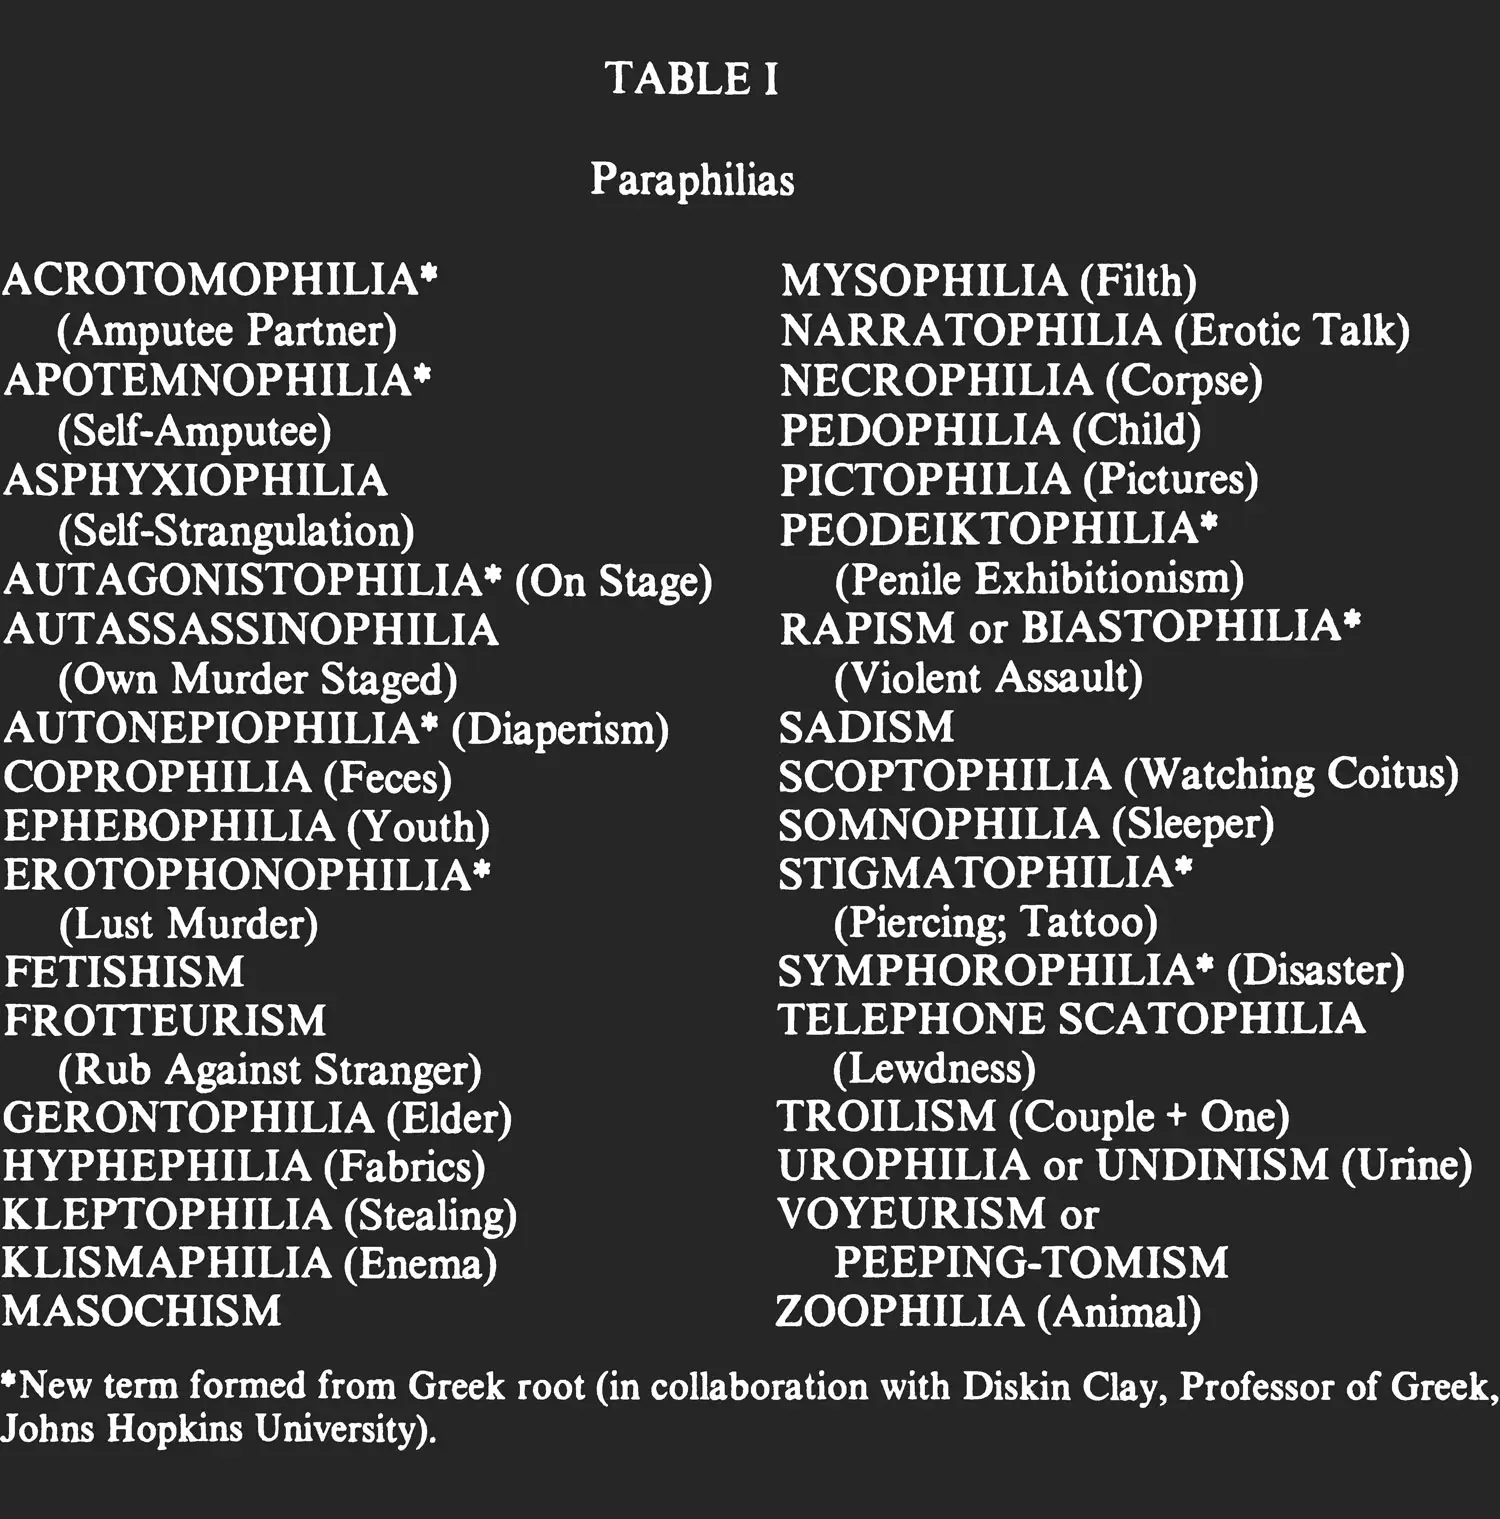 TABLE I
Paraphilias
ACROTOMOPHILIA*
(Amputee Partner)
APOTEMNOPHILIA*
(Self-Amputee)
ASPHYXIOPHILIA
(Self-Strangulation)
AUTAGONISTOPHILIA* (On Stage)
AUTASSASSINOPHILIA
(Own Murder Staged)
AUTONEPIOPHILIA* (Diaperism)
COPROPHILIA (Feces)
EPHEBOPHILIA (Youth)
EROTOPHONOPHILIA*
(Lust Murder)
FETISHISM
FROTTEURISM
(Rub Against Stranger)
GERONTOPHILIA (Elder)
HYPHEPHILIA (Fabrics)
KLEPTOPHILIA (Stealing)
KLISMAPHILIA (Enema)
MASOCHISM
MYSOPHILIA (Filth)
NARRATOPHILIA (Erotic Talk)
NECROPHILIA (Corpse)
PEDOPHILIA (Child)
PICTOPHILIA (Pictures)
PEODEIKTOPHILIA*
(Penile Exhibitionism)
RAPISM or BIASTOPHILIA*
(Violent Assault)
SADISM
SCOPTOPHILIA (Watching Coitus)
SOMNOPHILIA (Sleeper)
STIGMATOPHILIA*
(Piercing; Tattoo)
SYMPHOROPHILIA* (Disaster)
TELEPHONE SCATOPHILIA
(Lewdness)
TROILISM (Couple + One)
UROPHILIA or UNDINISM (Urine)
VOYEURISM or
PEEPING-TOMISM
ZOOPHILIA (Animal)
*New term formed from Greek root (in collaboration with Diskin Clay, Professor of Greek,
Johns Hopkins University).